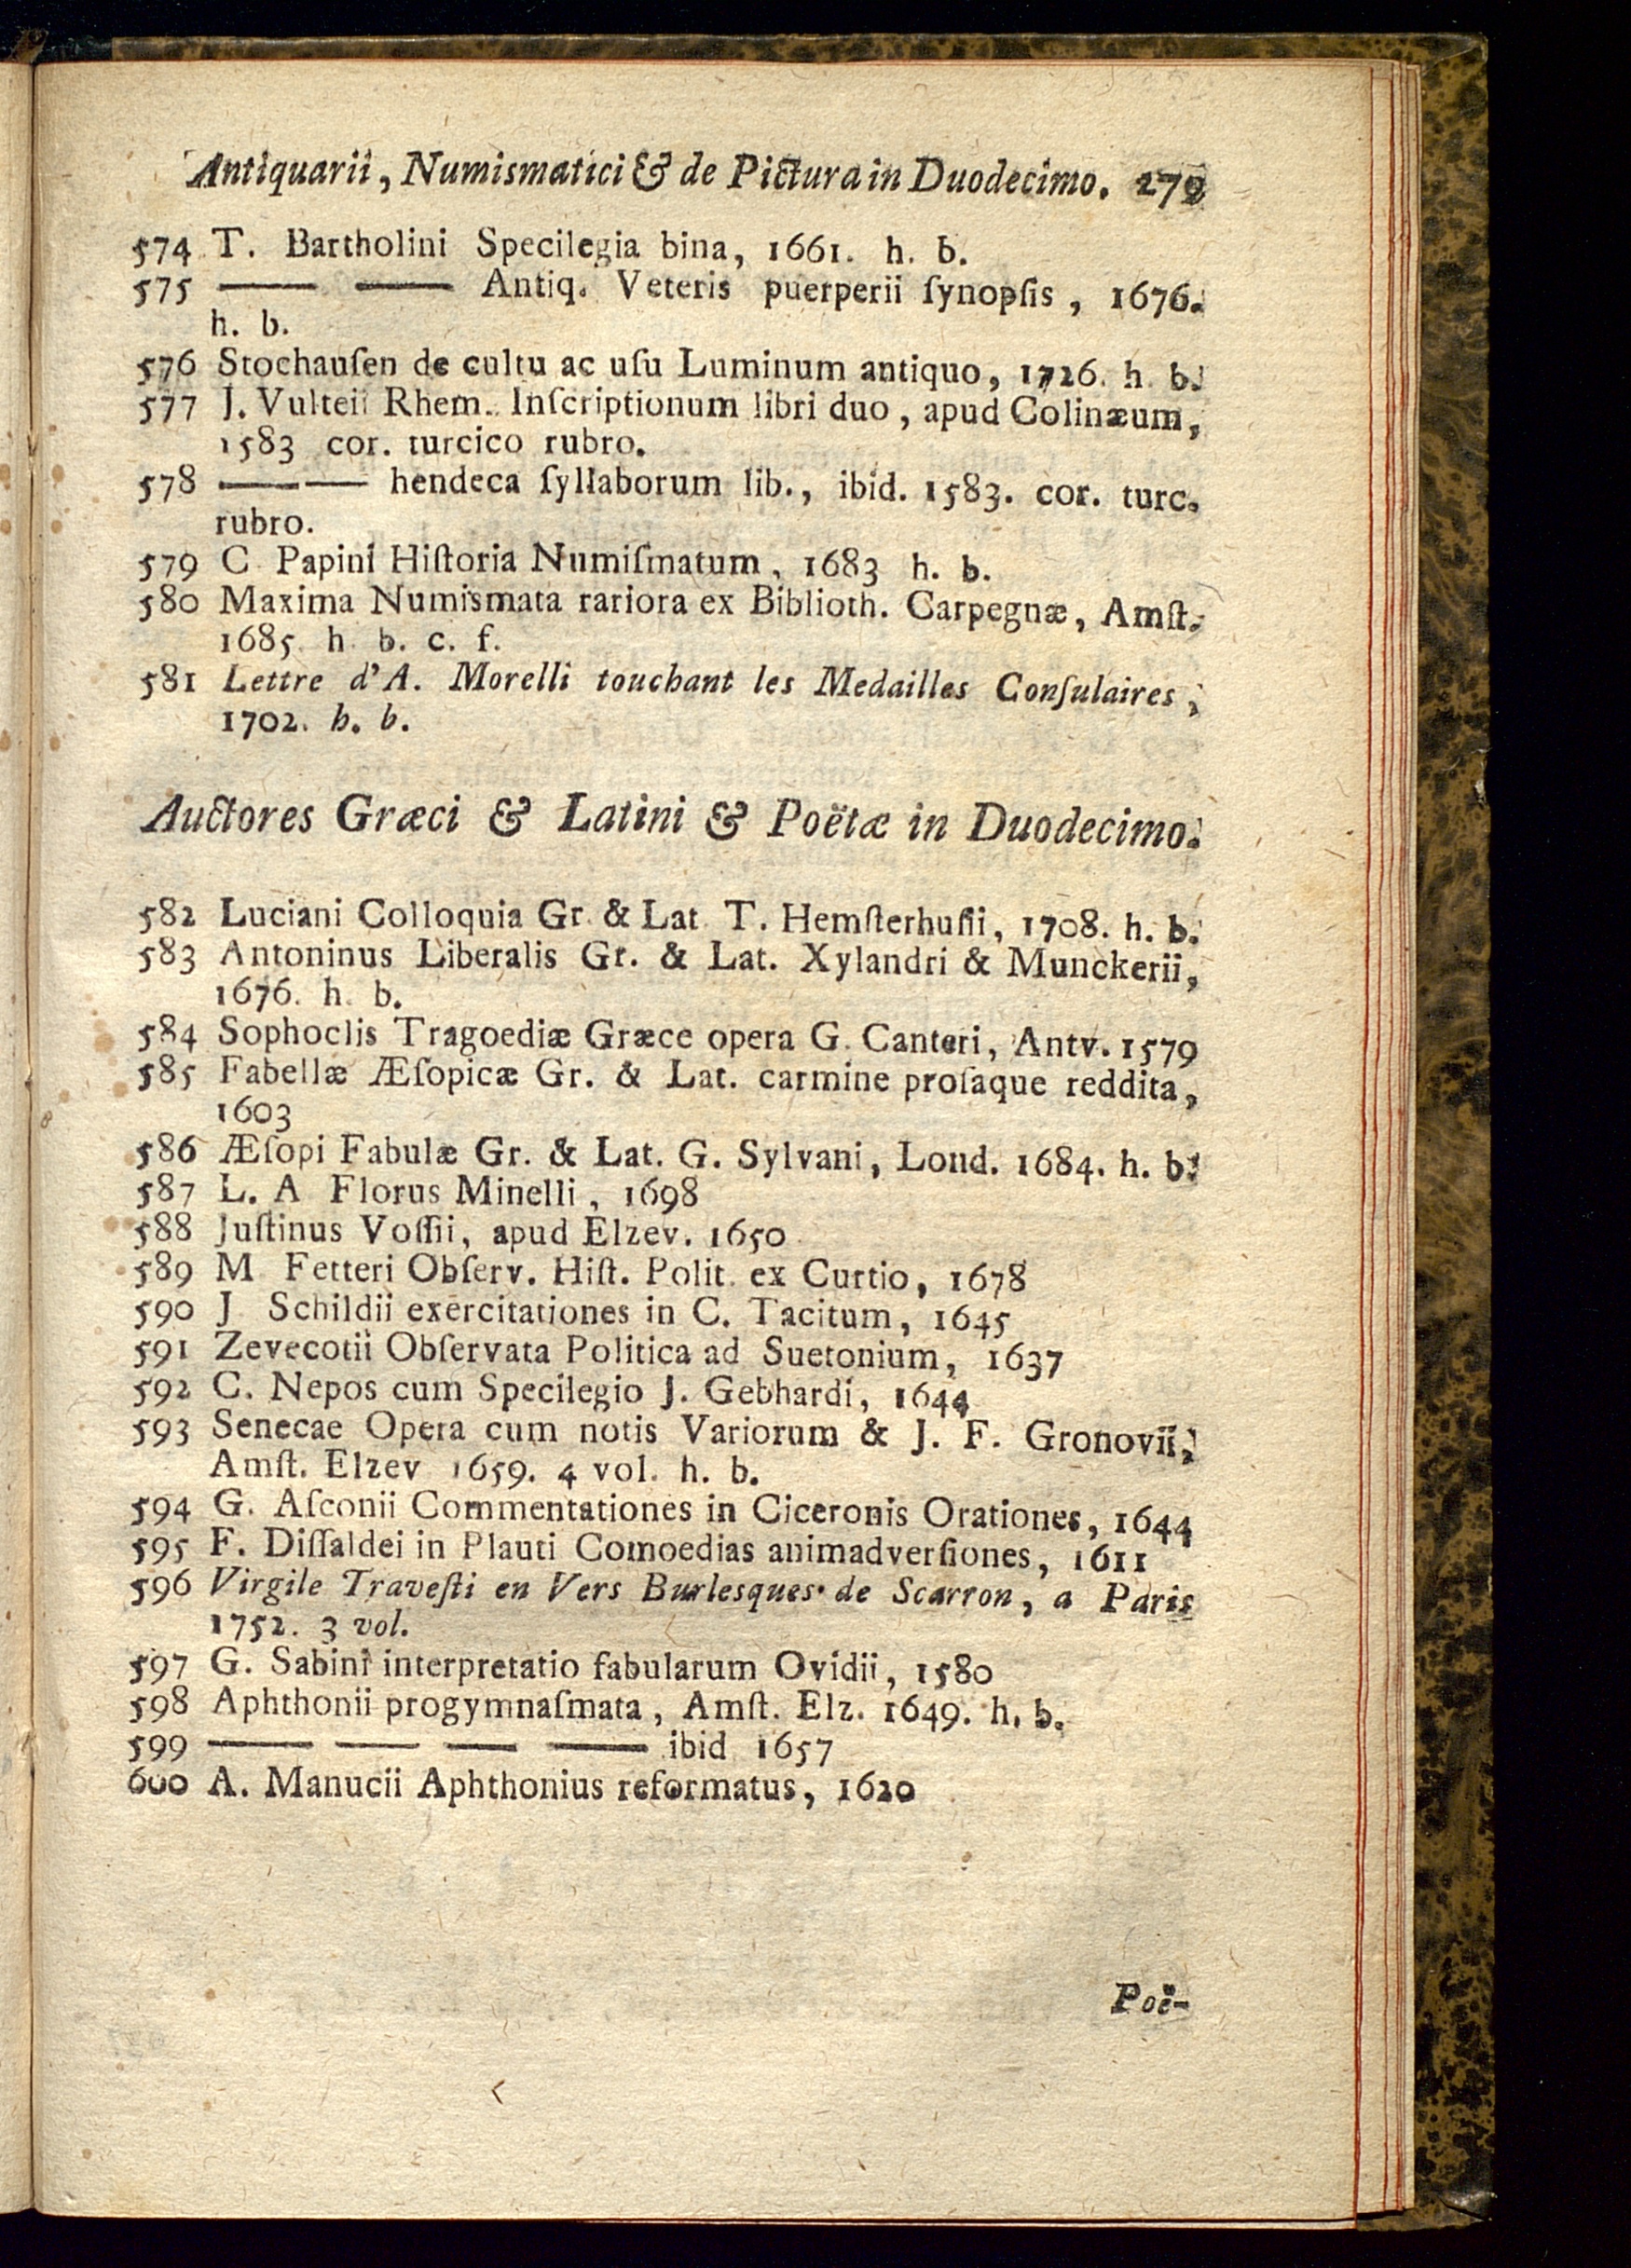 Antiquarii, Numismatici & de Pictura in Duodecimo. 279
574 T. Bartholini Specilegia bina, 1661. h. b.
575 —— —— Antiq. Veteris puerperii ſynopſis, 1676.
h. b.
576 Stochauſen de cultu ac uſu Luminum antiquo, 1726. h. b.
577 J. Vulteii Rhem. Inſcriptionum libri duo, apud Colinæum,
1583 cor. turcico rubro.
578 —— — hendeca ſyllaborum lib., ibid. 1583. cor. turc.
rubro.
579 C Papini Hiſtoria Numiſmatum, 1683 h. b.
580 Maxima Numismata rariora ex Biblioth. Carpegnæ, Amſt.
1685. h. b. c. f.
581 Lettre d'A. Morelli touchant les Medailles Conſulaires,
1702. h. b.
Auctores Græci & Latini & Poëtæ in Duodecimo.
582 Luciani Colloquia Gr. & Lat. T. Hemſterhuſii, 1708. h. b.
583 Antoninus Liberalis Gr. & Lat. Xylandri & Munckerii,
1676. h. b.
584 Sophoclis Tragoediæ Græce opera G. Canteri, Antv. 1579
585 Fabellæ Æſopicæ Gr. & Lat. carmine proſaque reddita,
1603
586 Æſopi Fabulæ Gr. & Lat. G. Sylvani, Lond. 1684. h. b.
587 L. A Florus Minelli, 1698
588 Juſtinus Voſſii, apud Elzev. 1650
589 M Fetteri Obſerv. Hiſt. Polit. ex Curtio, 1678
590 J Schildii exercitationes in C. Tacitum, 1645
591 Zevecotii Obſervata Politica ad Suetonium, 1637
592 C. Nepos cum Specilegio J. Gebhardi, 1644
593 Senecae Opera cum notis Variorum & J. F. Gronovii,
Amſt. Elzev 1659. 4 vol. h. b.
594 G. Aſconii Commentationes in Ciceronis Orationes, 1644
595 F. Diſſaldei in Plauti Comoedias animadverſiones, 1611
596 Virgile Traveſti en Vers Burlesques de Scarron, a Paris
1752. 3 vol.
597 G. Sabini interpretatio fabularum Ovidii, 1580
598 Aphthonii progymnaſmata, Amſt. Elz. 1649. h. b.
599 —— — — —— ibid 1657
600 A. Manucii Aphthonius reformatus, 1620
Poë-